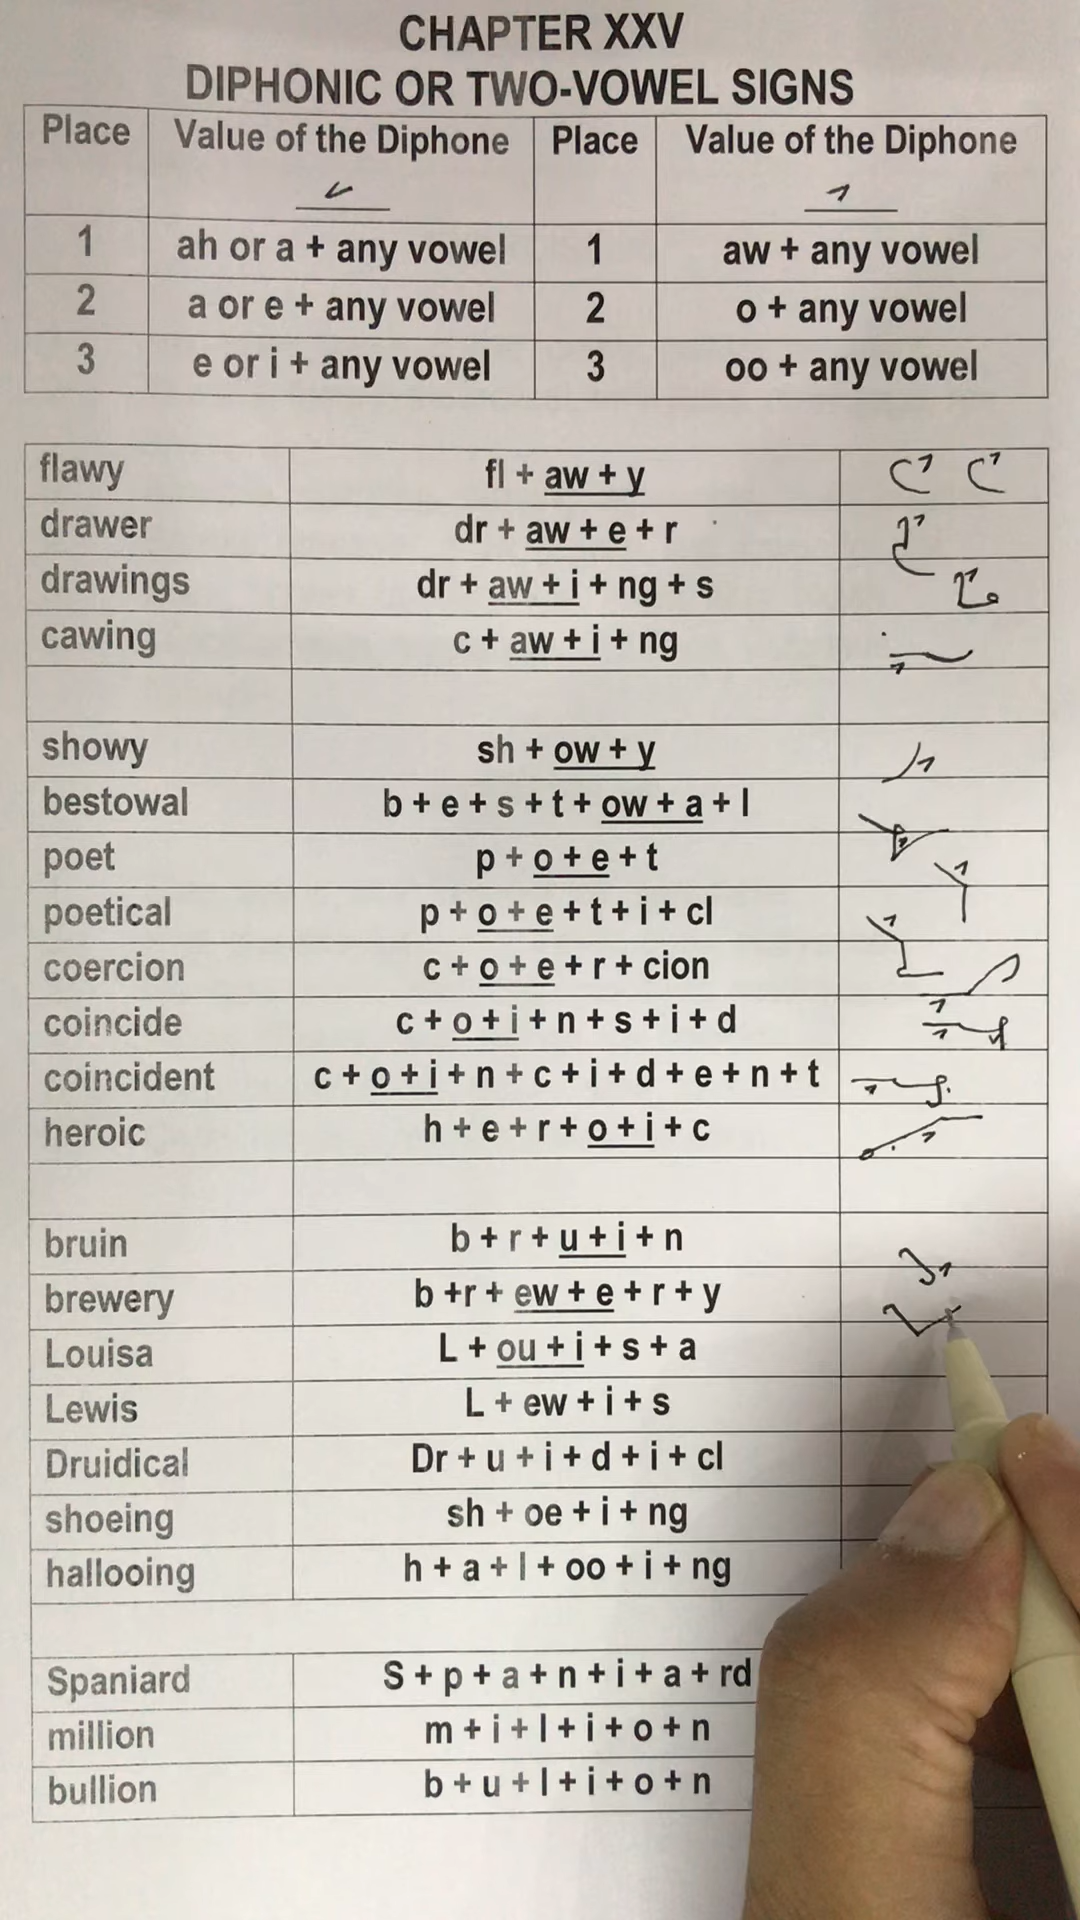 CHAPTER XXV
DIPHONIC OR TWO-VOWEL SIGNS
Place Value of the Diphone Place Value of the Diphone
1 ah or a + any vowel 1 aw + any vowel
2 a or e + any vowel 2 o + any vowel
3 e or i + any vowel 3 oo + any vowel
flawy fl + aw + y
drawer dr + aw + e + r
drawings dr + aw + i + ng + s
cawing c + aw + i + ng
showy sh + ow + y
bestowal b + e + s + t + ow + a + l
poet p + o + e + t
poetical p + o + e + t + i + cl
coercion c + o + e + r + cion
coincide c + o + i + n + s + i + d
coincident c + o + i + n + c + i + d + e + n + t
heroic h + e + r + o + i + c
bruin b + r + u + i + n
brewery b +r + ew + e + r + y
Louisa L + ou + i + s + a
Lewis L + ew + i + s
Druidical Dr + u + i + d + i + cl
shoeing sh + oe + i + ng
hallooing h + a + l + oo + i + ng
Spaniard S + p + a + n + i + a + rd
million m + i + l + i + o + n
bullion b + u + l + i + o + n